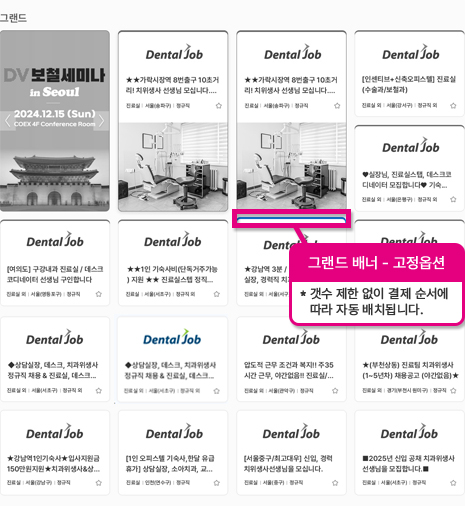 그랜드
DV 보철세미나
in Seoul
2024.12.15 (Sun)
COEX 4F Conference Room
Dental Job
★★가락시장역 8번출구 10초거
리! 치위생사 선생님 모십니다....
진료실 외 | 서울(송파구) | 정규직
Dental Job
★★가락시장역 8번출구 10초거
리! 치위생사 선생님 모십니다....
진료실 외 | 서울(송파구) | 정규직
Dental Job
[인센티브+신축오피스텔] 진료실
(수술과/보철과)
진료실 외 | 서울(강서구) | 정규직
Dental Job
♥실장님, 진료실스텝, 데스크코
디네이터 모집합니다♥ 기숙...
진료실 외 | 서울(은평구) | 정규직
Dental Job
[여의도] 구강내과 진료실 / 데스크
코디네이터 선생님 구인합니다
진료실 외 | 서울(영등포구) | 정규직
Dental Job
★★1인 기숙사비(단독거주가능
) 지원 ★★ 진료실스텝 정직...
진료실 외 | 서울(서초구) | 정규직
Dental Job
★강남역 3분 /
실장, 경력직 치
진료실 외 | 서울(서초구)
Dental Job
그랜드 배너 - 고정옵션
★ 갯수 제한 없이 결제 순서에
따라 자동 배치됩니다.
Dental Job
◆상담실장, 데스크, 치과위생사
정규직 채용 & 진료실, 데스크...
진료실 외 | 서울(서초구) | 정규직
Dental Job
◆상담실장, 데스크, 치과위생사
정규직 채용 & 진료실, 데스크...
진료실 외 | 서울(서초구) | 정규직
Dental Job
압도적 근무 조건과 복지!! 주35
시간 근무, 야간없음!! 진료실/...
진료실 외 | 서울(관악구) | 정규직
Dental Job
★(부천상동) 진료팀 치과위생사
(1~5년차) 채용공고 (야간없음)★
진료실 외 | 경기(부천시 원미구) | 정규직
Dental Job
★강남역1인기숙사★입사지원금
150만원지원★치과위생사&상...
진료실 외 | 서울(강남구) | 정규직
Dental Job
[1인 오피스텔 기숙사,한달 유급
휴가] 상담실장, 소아치과, 교...
진료실 외 | 인천(연수구) | 정규직
Dental Job
[서울중구/최고대우] 신입, 경력
치위생사선생님을 모십니다.
진료실 외 | 서울(중구) | 정규직
Dental Job
■2025년 신입 공채 치과위생사
선생님을 모집합니다.■
진료실 외 | 서울(서초구) | 정규직